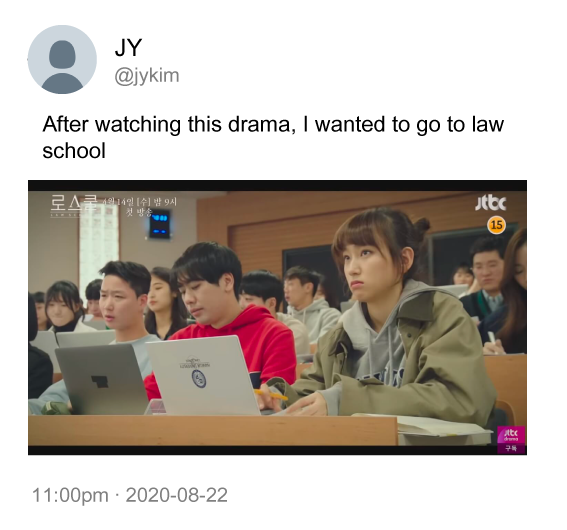 JY
@jykim
After watching this drama, I wanted to go to law
school
로스쿨 4월 14일 [수] 밤 9시
첫 방송
jtbc
15
jtbc
drama
구독
11:00pm · 2020-08-22